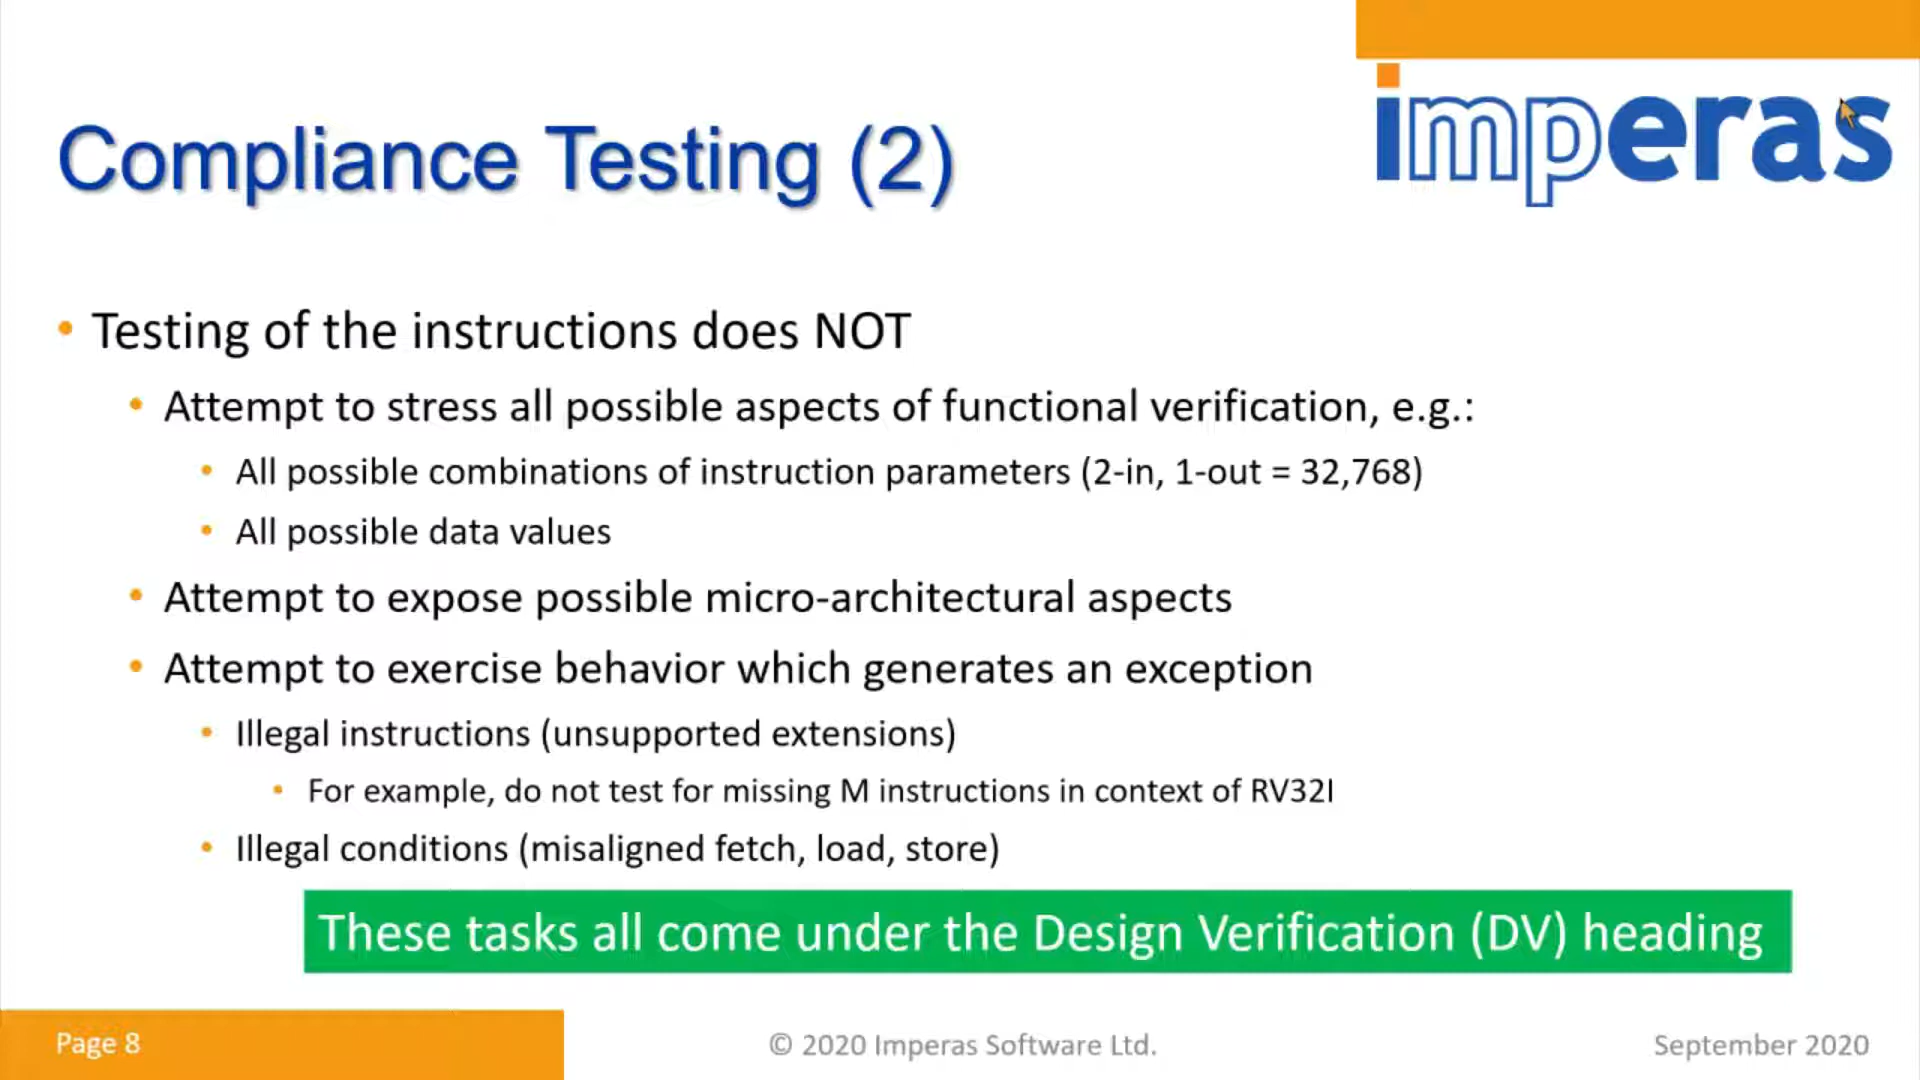 imperas
Compliance Testing (2)
• Testing of the instructions does NOT
• Attempt to stress all possible aspects of functional verification, e.g.:
• All possible combinations of instruction parameters (2-in, 1-out = 32,768)
• All possible data values
• Attempt to expose possible micro-architectural aspects
• Attempt to exercise behavior which generates an exception
• Illegal instructions (unsupported extensions)
• For example, do not test for missing M instructions in context of RV32I
• Illegal conditions (misaligned fetch, load, store)
These tasks all come under the Design Verification (DV) heading
Page 8
© 2020 Imperas Software Ltd.
September 2020